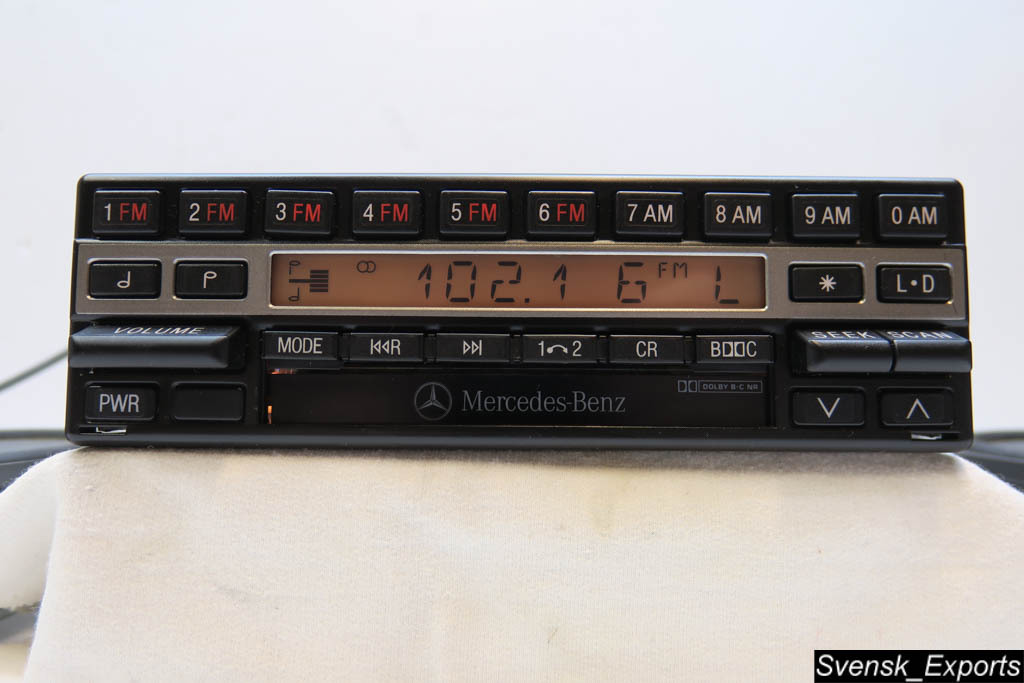 1 FM 2 FM 3 FM 4 FM 5 FM 6 FM 7 AM 8 AM 9 AM 0 AM
102.1 6 FM L
* L•D
VOLUME
MODE R 1 2 CR B C
SEEK SCAN
PWR
Mercedes-Benz
DOLBY B-C NR
Svensk_Exports